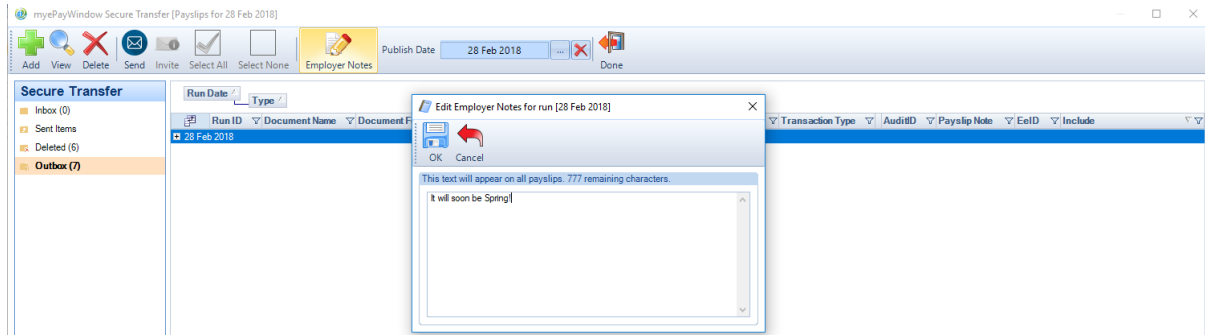 myePayWindow Secure Transfer [Payslips for 28 Feb 2018]
Add View Delete Send Invite Select All Select None Employer Notes Publish Date 28 Feb 2018 ... Done
Secure Transfer
Inbox (0)
Sent Items
Deleted (6)
Outbox (7)
Run Date
Type
Run ID Document Name Document F
28 Feb 2018
Edit Employer Notes for run [28 Feb 2018]
OK Cancel
This text will appear on all payslips. 777 remaining characters.
It will soon be Spring!
Transaction Type AuditID Payslip Note EeID Include